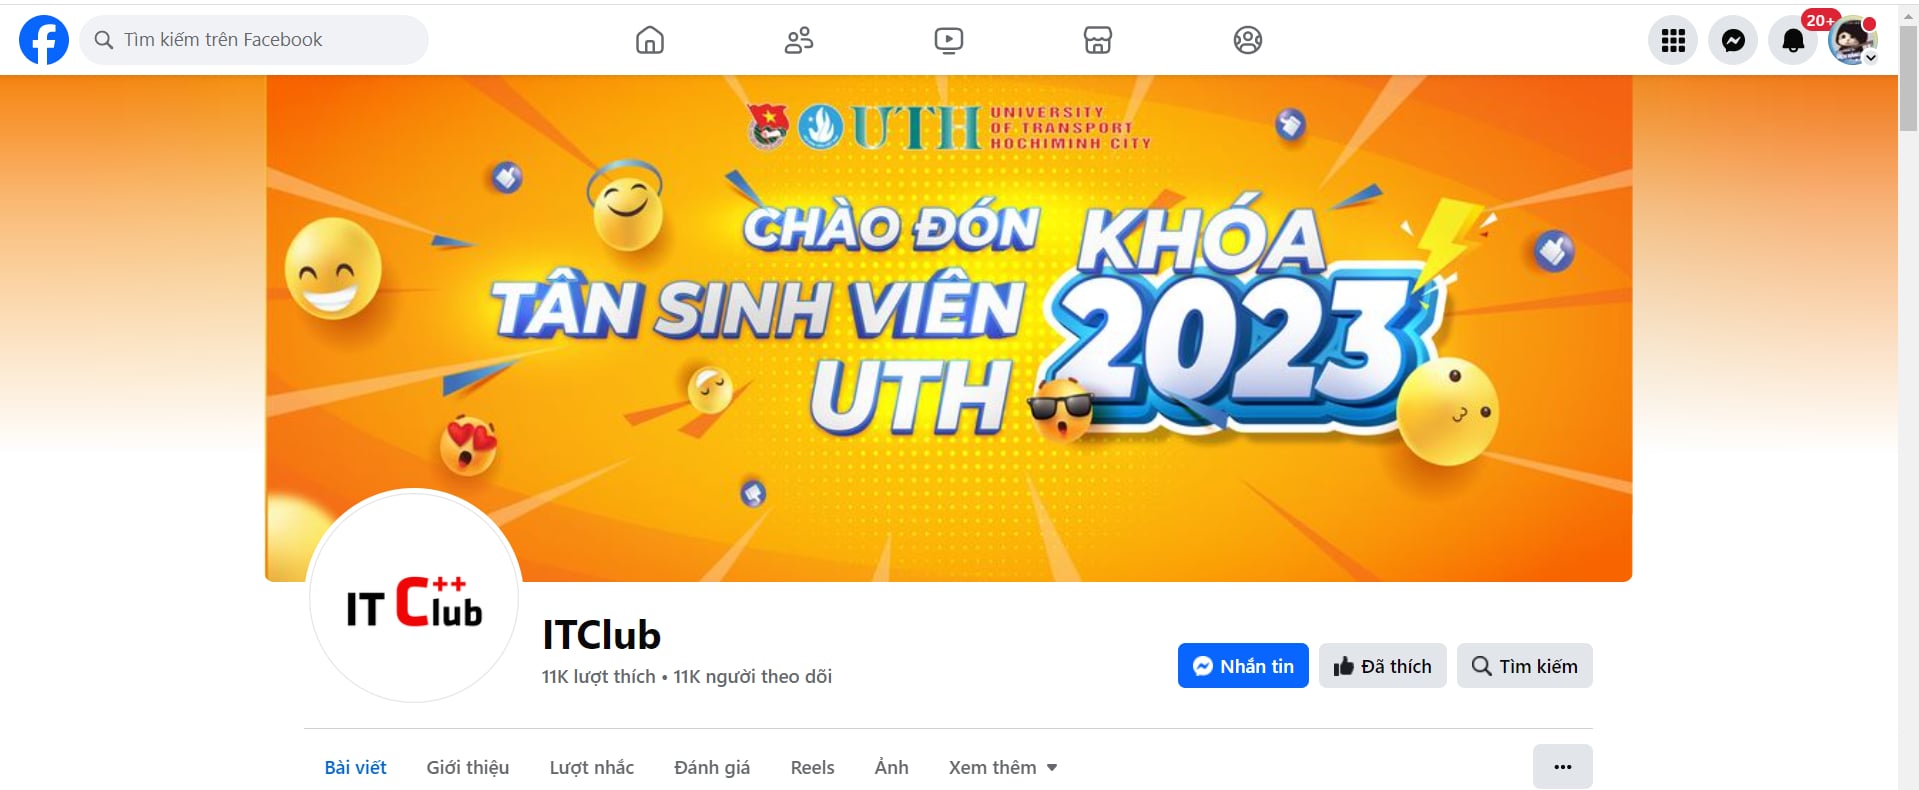 Tìm kiếm trên Facebook
20+
UTH
UNIVERSITY
OF TRANSPORT
HOCHIMINH CITY
CHÀO ĐÓN
TÂN SINH VIÊN
UTH
KHÓA
2023
IT C++lub
ITClub
11K lượt thích • 11K người theo dõi
Nhắn tin
Đã thích
Tìm kiếm
Bài viết
Giới thiệu
Lượt nhắc
Đánh giá
Reels
Ảnh
Xem thêm